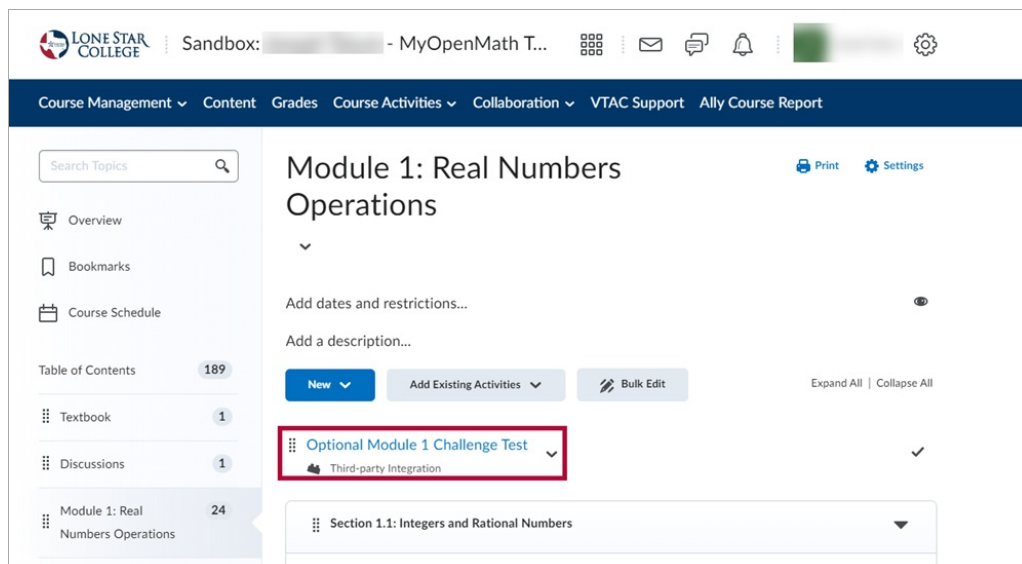 LONE STAR
COLLEGE
Sandbox: - MyOpenMath T...
Course Management Content Grades Course Activities Collaboration VTAC Support Ally Course Report
Search Topics
Overview
Bookmarks
Course Schedule
Table of Contents 189
Textbook 1
Discussions 1
Module 1: Real 24
Numbers Operations
Module 1: Real Numbers
Operations
Print Settings
Add dates and restrictions...
Add a description...
New Add Existing Activities Bulk Edit Expand All | Collapse All
Optional Module 1 Challenge Test
Third-party Integration
Section 1.1: Integers and Rational Numbers